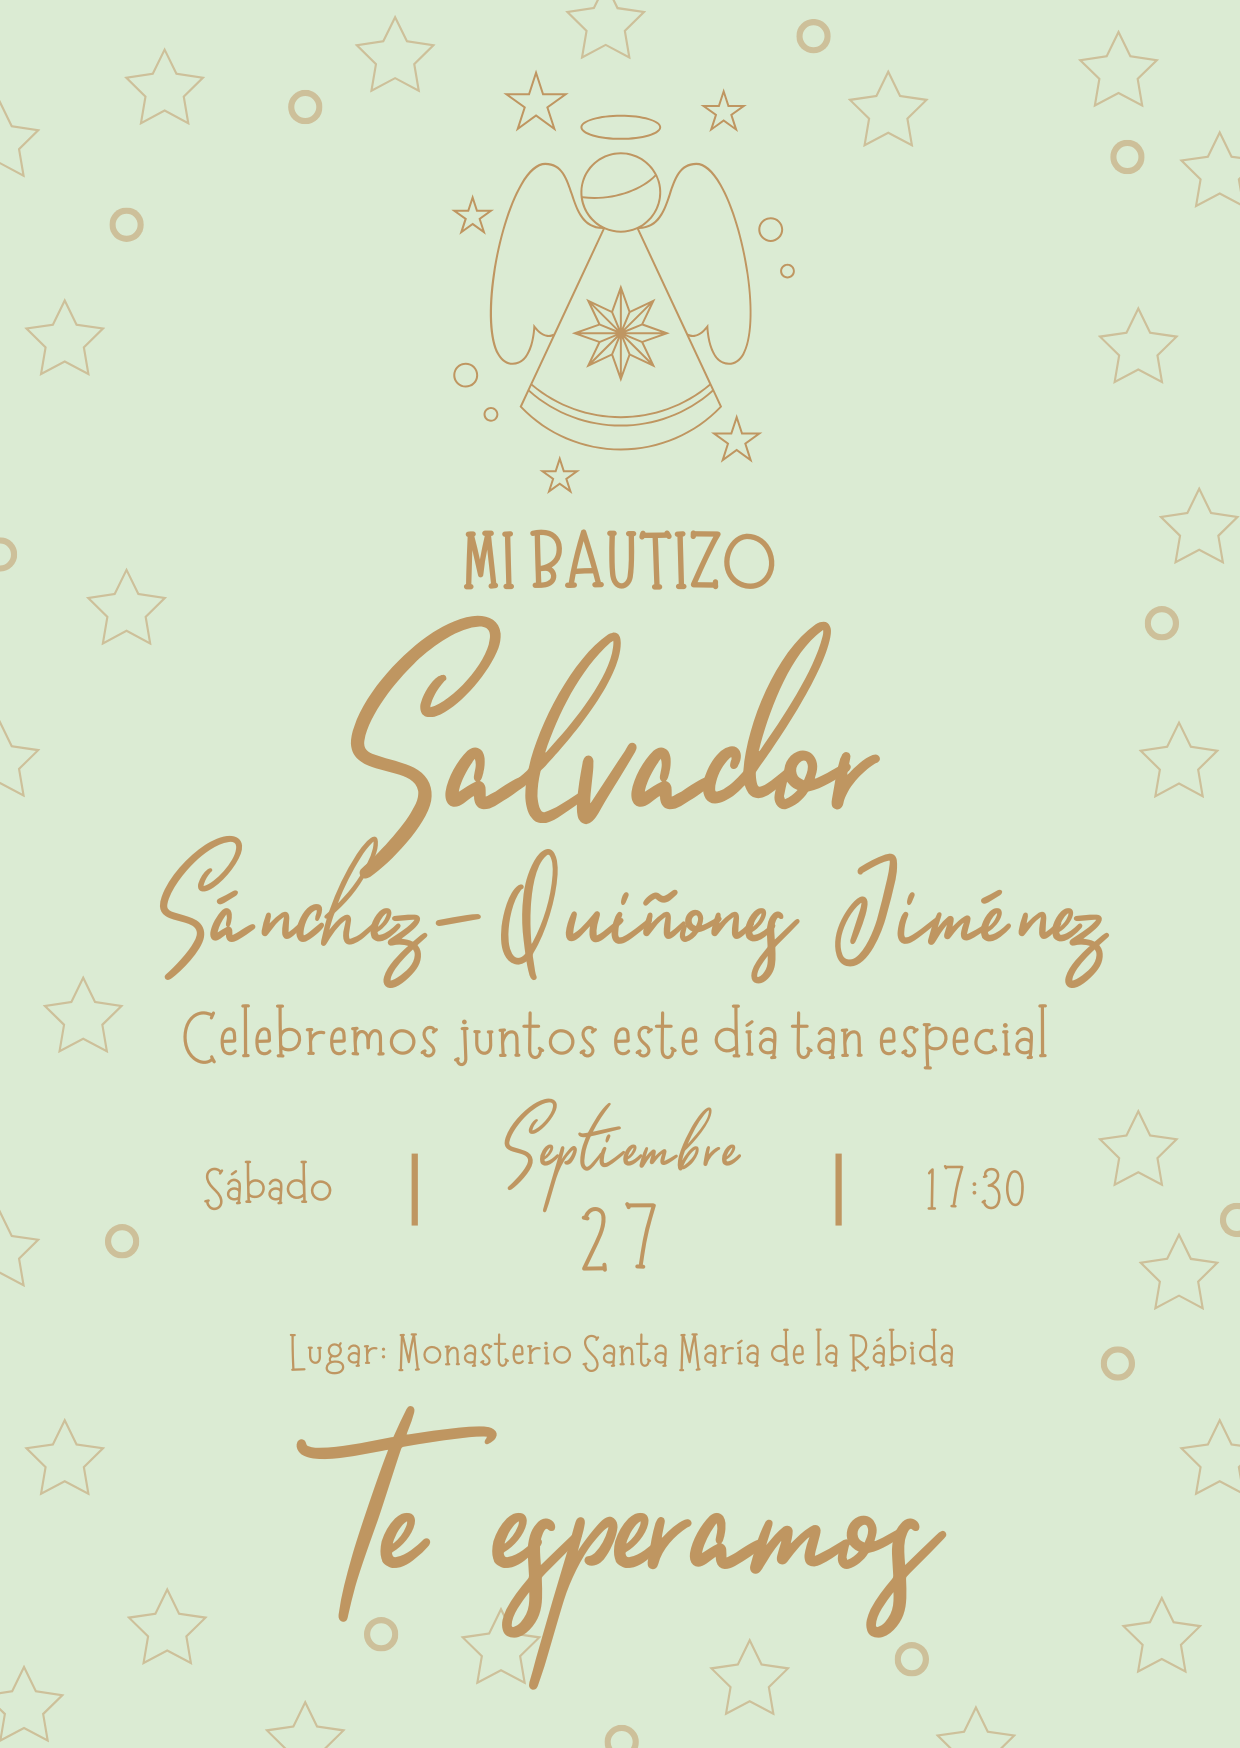 MI BAUTIZO
Salvador
Sánchez-Quiñones Jiménez
Celebremos juntos este día tan especial
Sábado | Septiembre 27 | 17:30
Lugar: Monasterio Santa María de la Rábida
Te esperamos